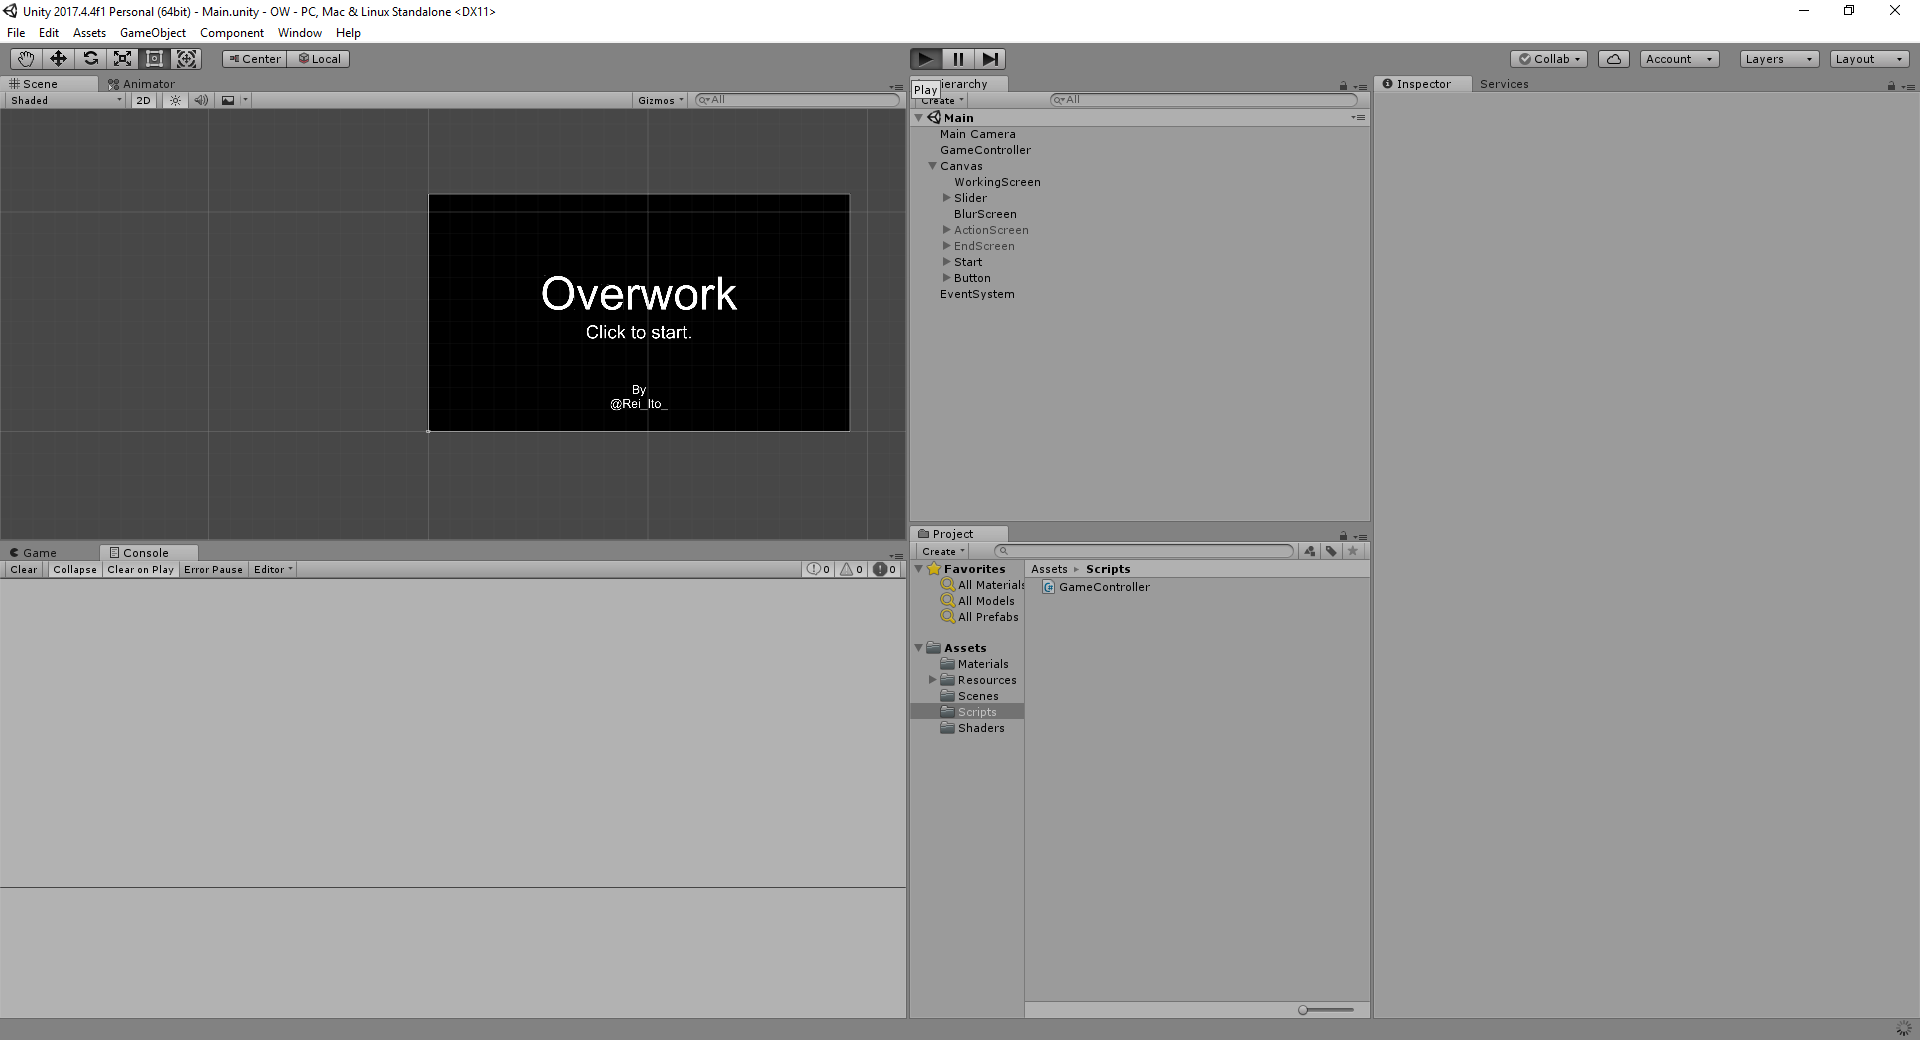 Unity 2017.4.4f1 Personal (64bit) - Main.unity - OW - PC, Mac & Linux Standalone <DX11>
File Edit Assets GameObject Component Window Help
Center Local Collab Account Layers Layout
Scene Animator
Shaded 2D Gizmos All
Overwork
Click to start.
By
@Rei_Ito_
Game Console
Clear Collapse Clear on Play Error Pause Editor 0 0 0
Play
ierarchy
Create All
Main
Main Camera
GameController
Canvas
WorkingScreen
Slider
BlurScreen
ActionScreen
EndScreen
Start
Button
EventSystem
Project
Create
Favorites
All Materials
All Models
All Prefabs
Assets
Materials
Resources
Scenes
Scripts
Shaders
Assets Scripts
GameController
Inspector Services